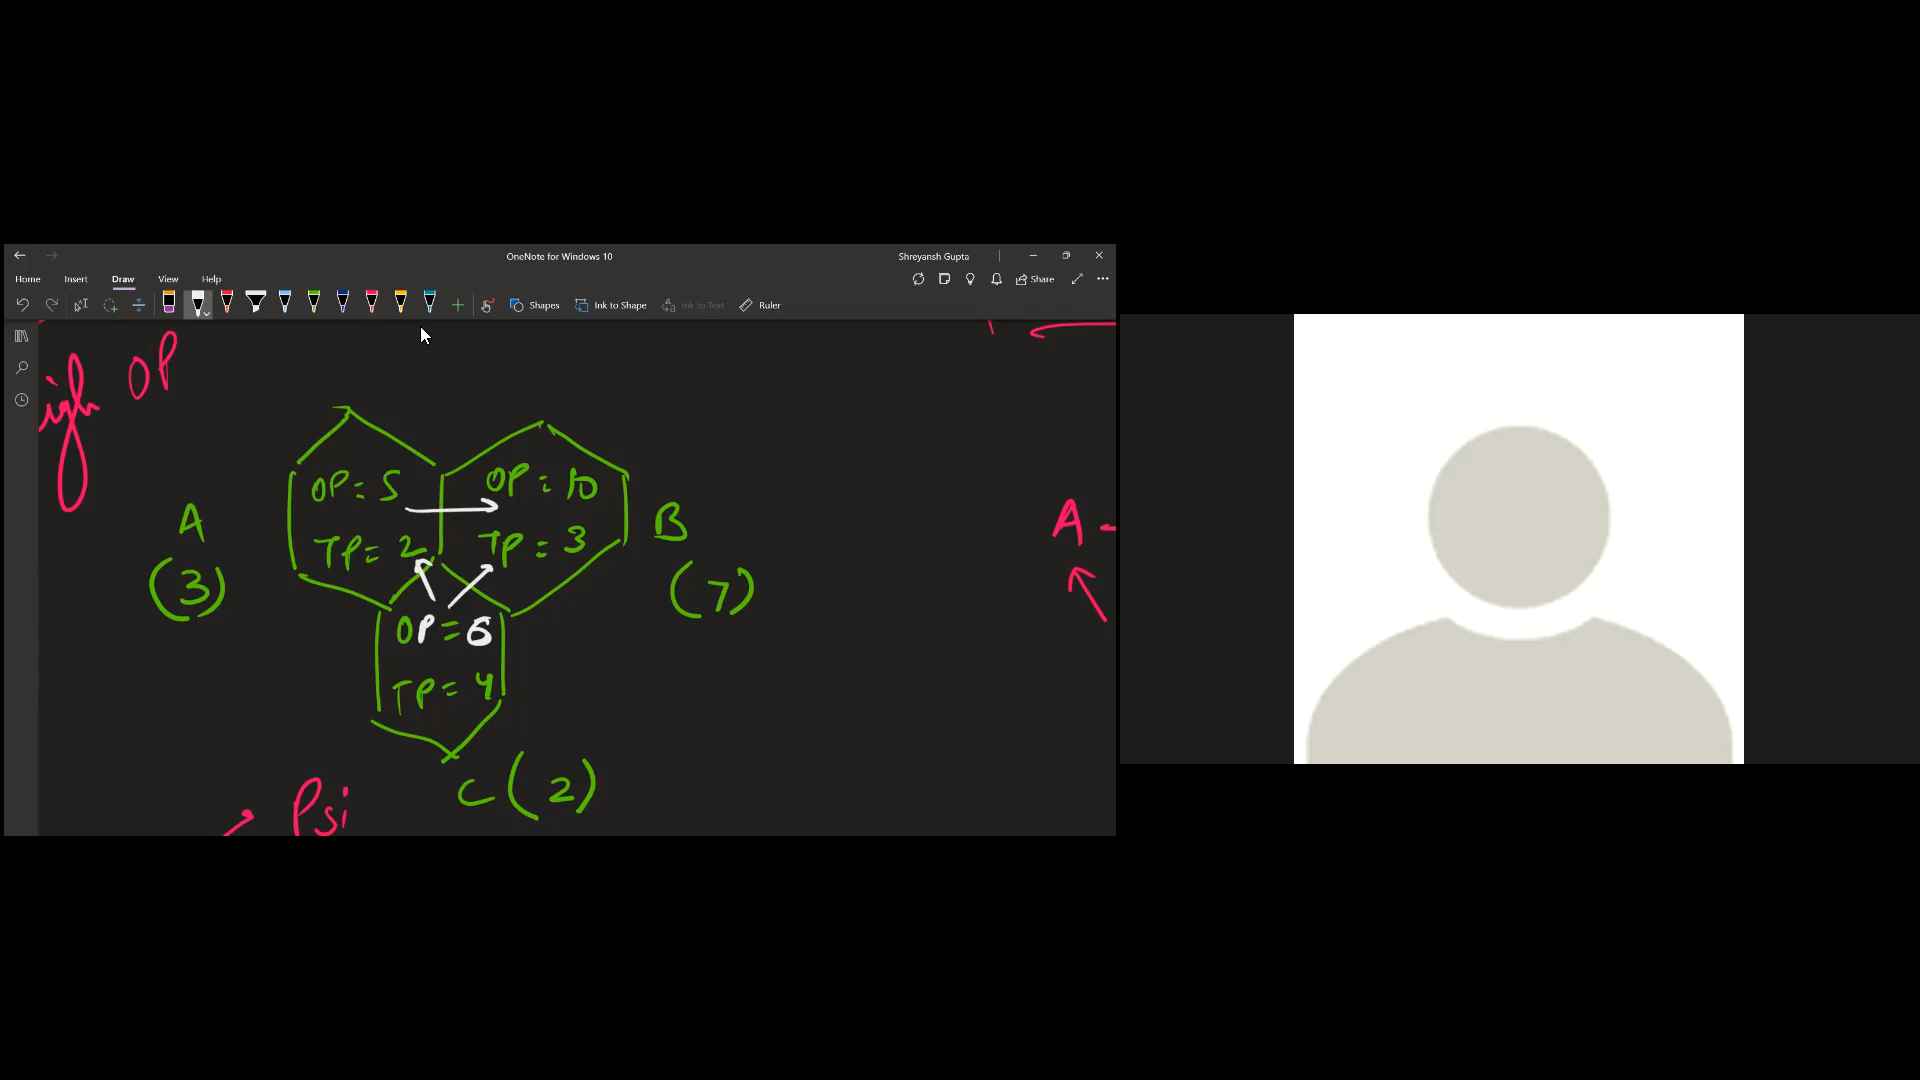 OneNote for Windows 10
Shreyansh Gupta
Home Insert Draw View Help
Share
Shapes Ink to Shape Ink to Text Ruler
OP
OP = 5
OP = 10
A
TP = 2
TP = 3
B
A -
(3)
(7)
OP = 6
TP = 4
C (2)
Psi